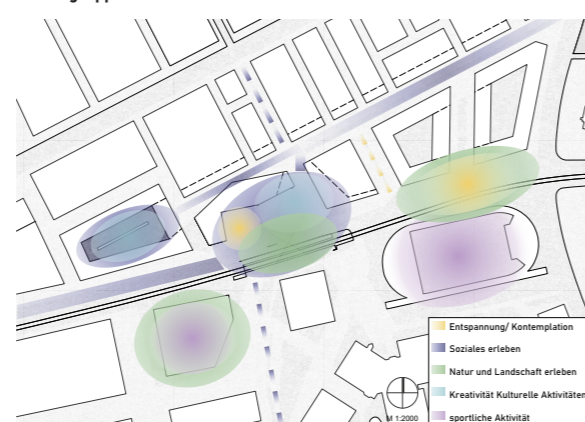 Entspannung/ Kontemplation
Soziales erleben
Natur und Landschaft erleben
Kreativität Kulturelle Aktivitäten
sportliche Aktivität
M 1:2000